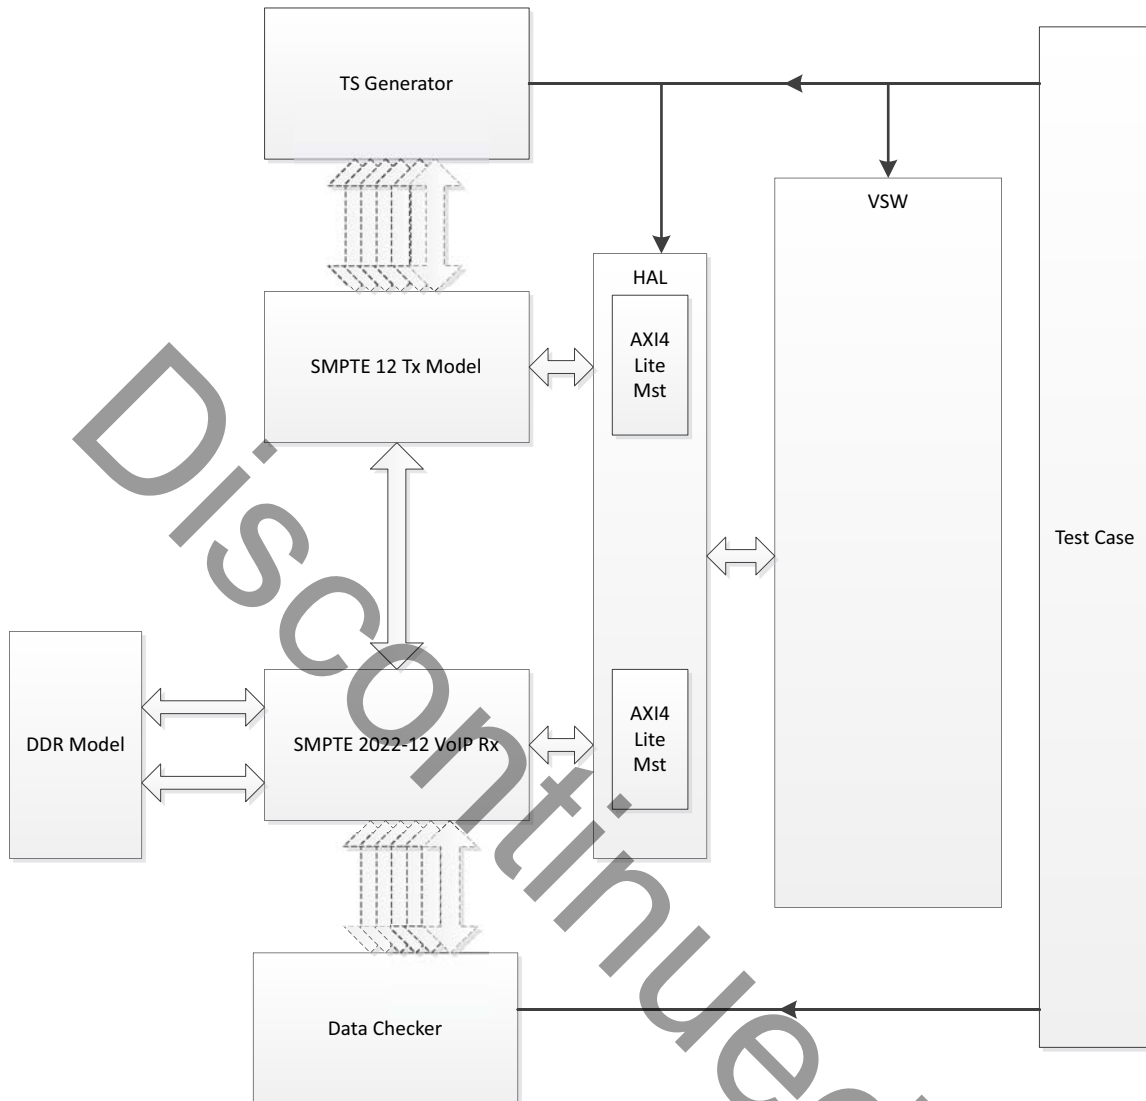 TS Generator
VSW
HAL
SMPTE 12 Tx Model
AXI4
Lite
Mst
Test Case
DDR Model
SMPTE 2022-12 VoIP Rx
AXI4
Lite
Mst
Data Checker
Discontinued